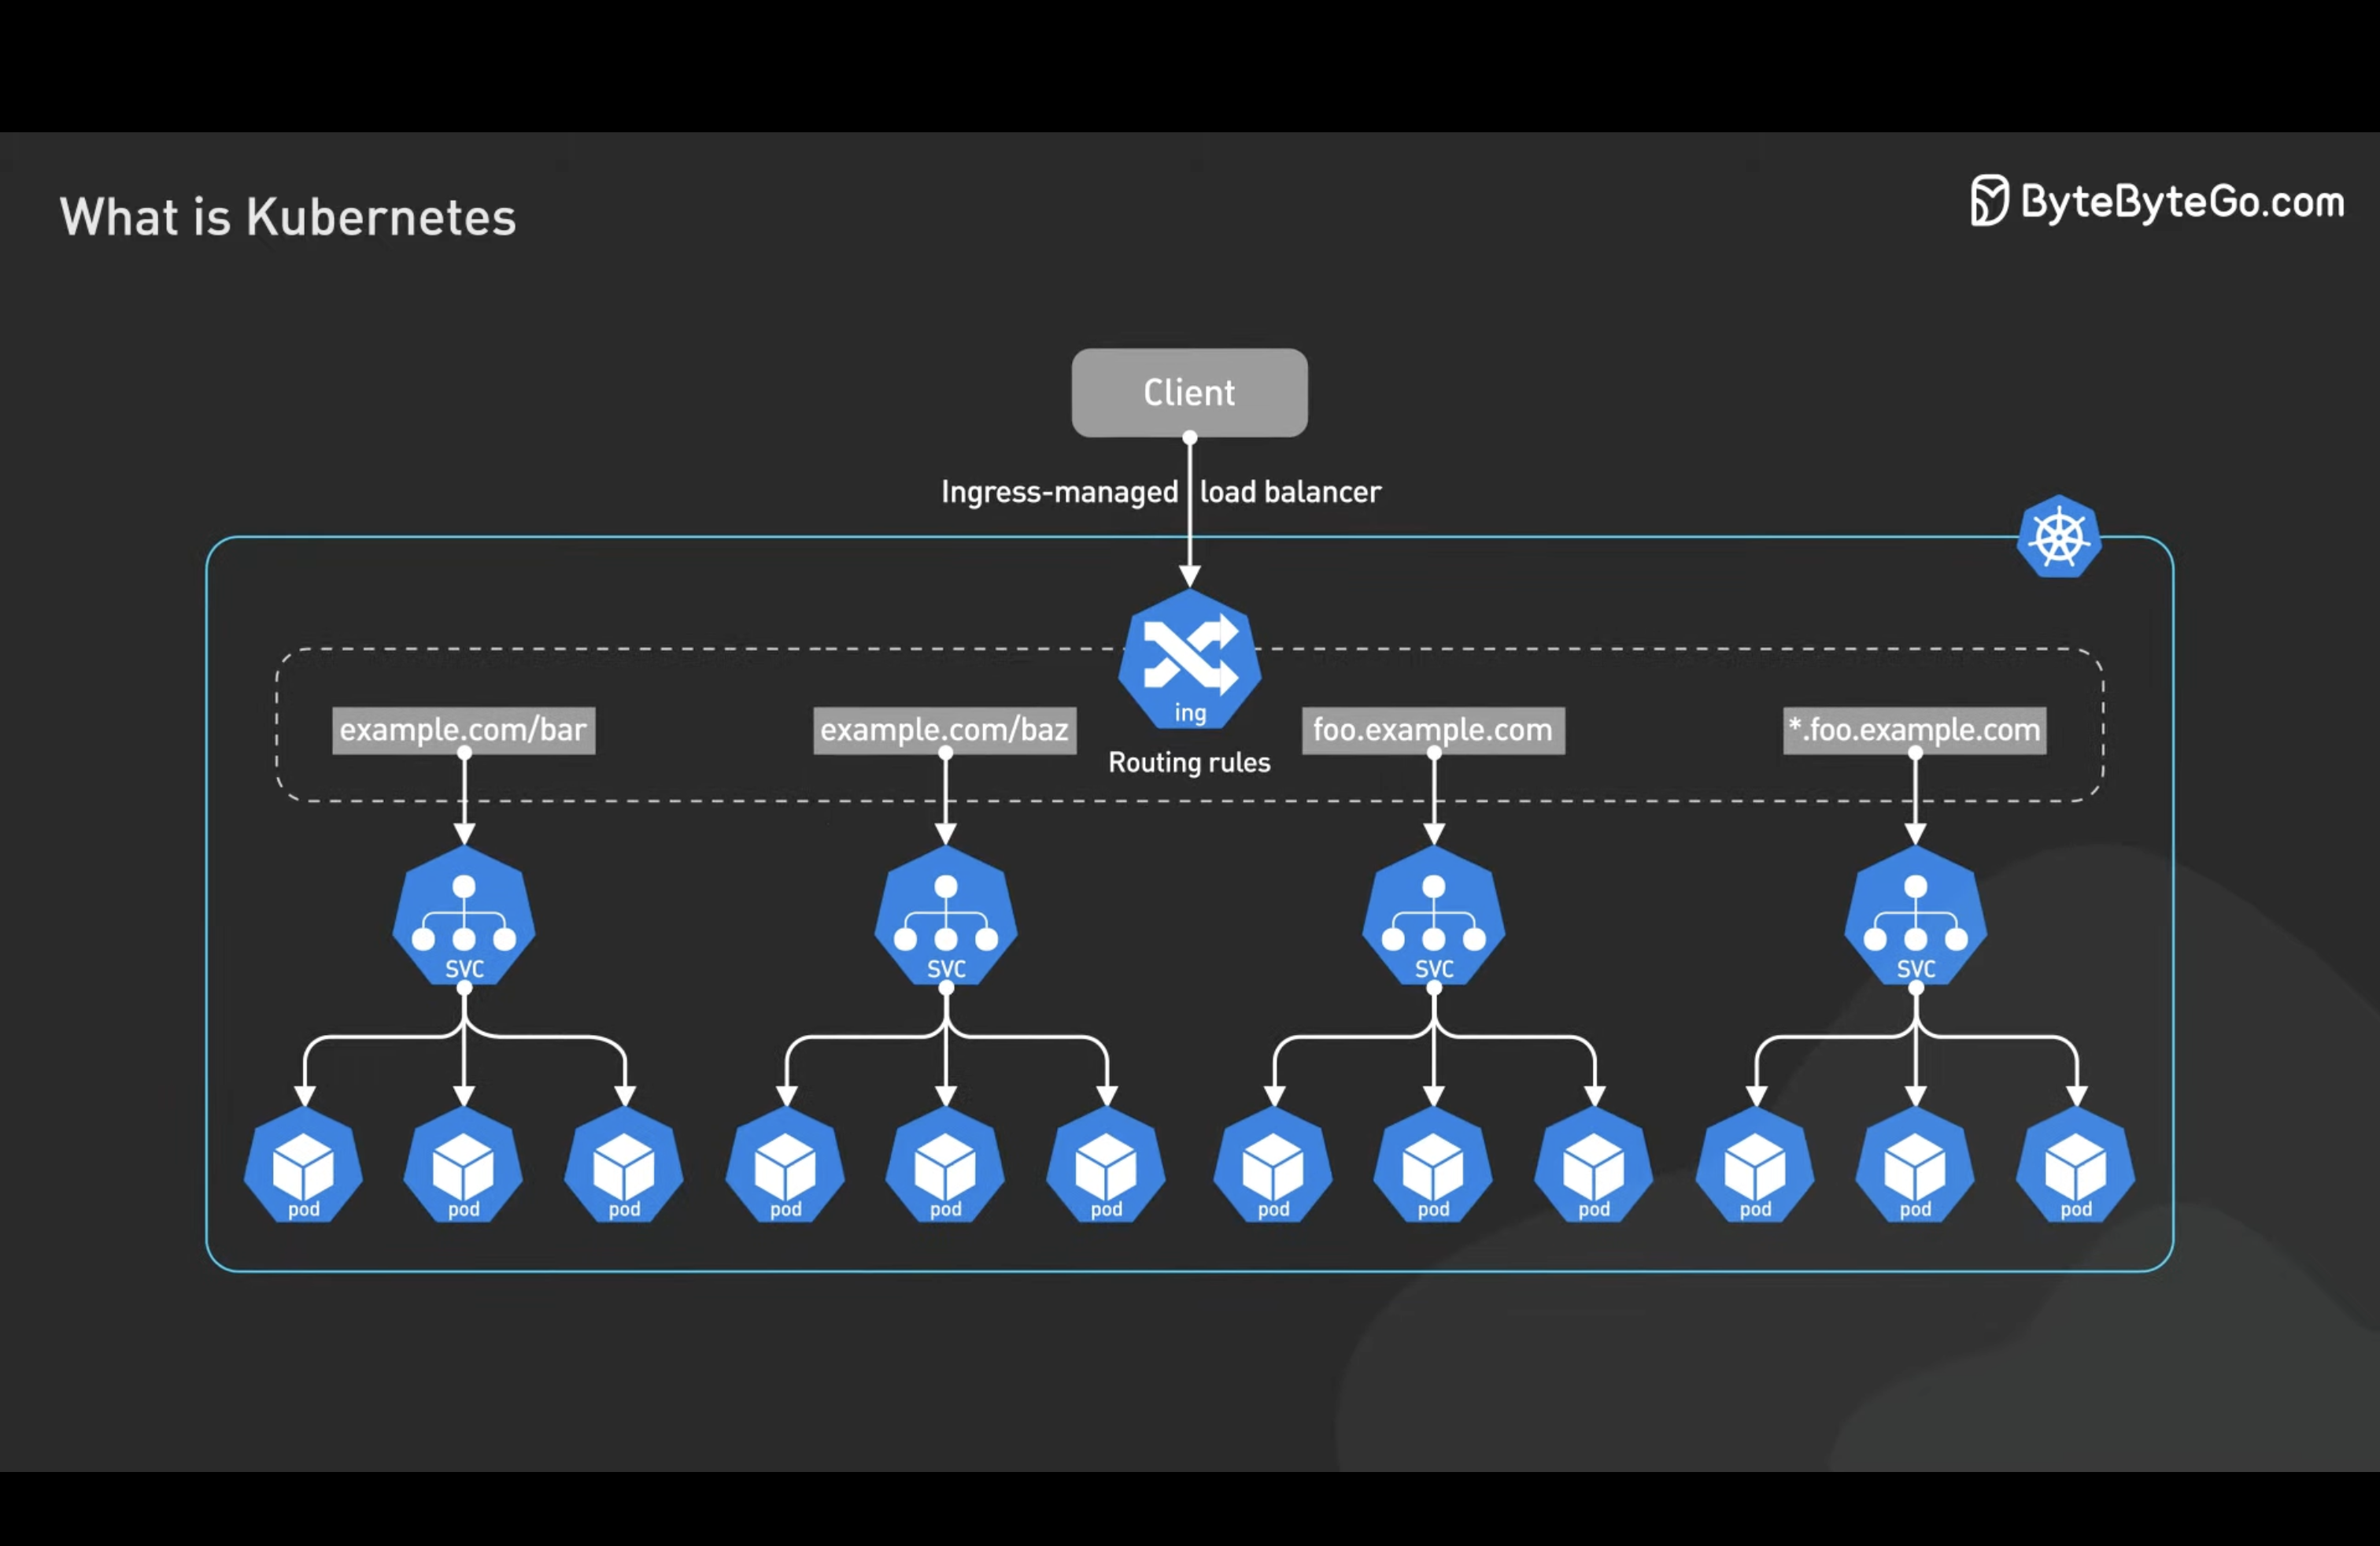 What is Kubernetes
ByteByteGo.com
Client
Ingress-managed load balancer
ing
example.com/bar
example.com/baz
Routing rules
foo.example.com
*.foo.example.com
SVC
SVC
SVC
SVC
pod
pod
pod
pod
pod
pod
pod
pod
pod
pod
pod
pod